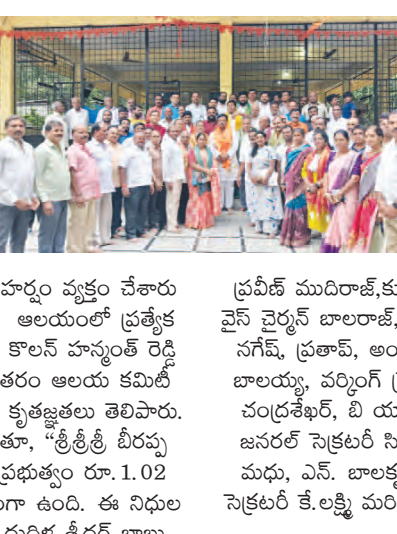 హర్షం వ్యక్తం చేశారు
ఆలయంలో ప్రత్యేక
కొలన్ హన్మంత్ రెడ్డి
తరం ఆలయ కమిటీ
కృతజ్ఞతలు తెలిపారు.
తూ, “శ్రీశ్రీశ్రీ బీరప్ప
ప్రభుత్వం రూ.1.02
ంగా ఉంది. ఈ నిధుల
ప్రవీణ్ ముదిరాజ్,కు
వైస్ చైర్మన్ బాలరాజ్,
నగేష్, ప్రతాప్, అం
బాలయ్య, వర్కింగ్
చంద్రశేఖర్, బి య
జనరల్ సెక్రటరీ సి
మధు, ఎన్. బాలకృ
సెక్రటరీ కే.లక్ష్మి మరి